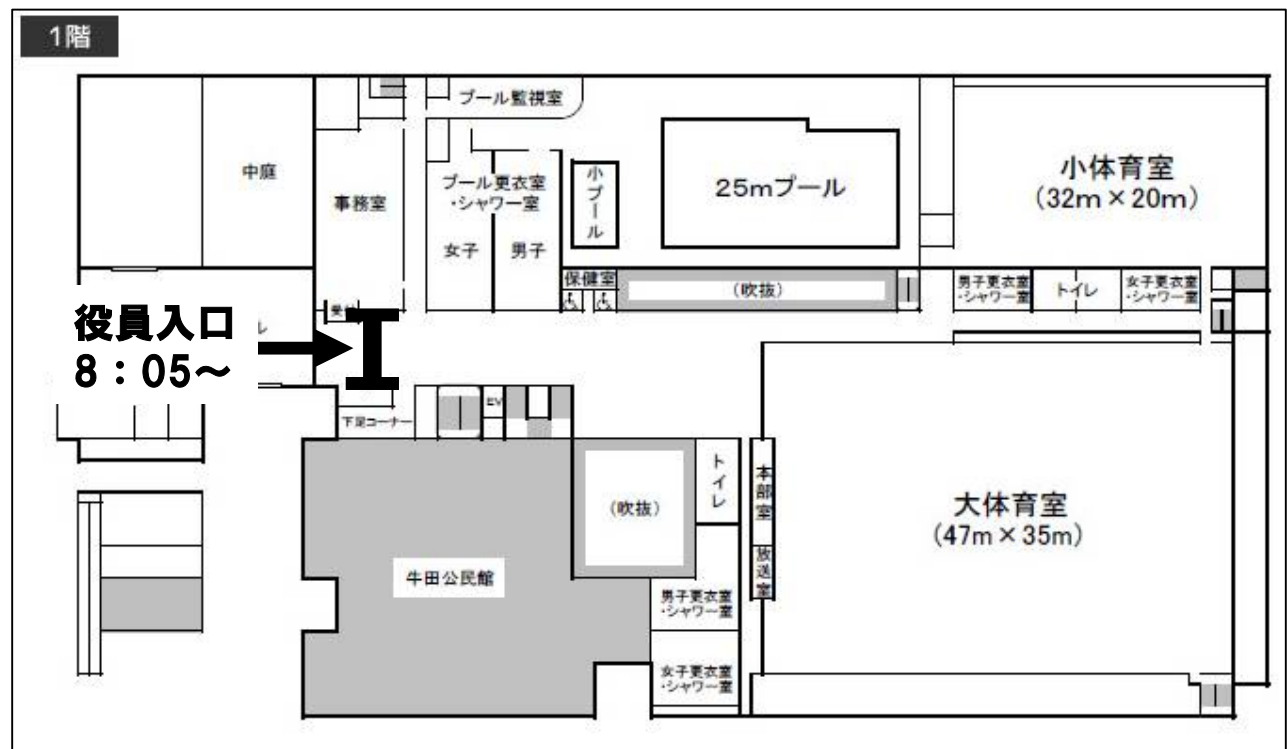 1階
プール監視室
中庭
事務室
プール更衣室
・シャワー室
女子
男子
小プール
25mプール
小体育室
(32m×20m)
保健室
(吹抜)
男子更衣室
・シャワー室
トイレ
女子更衣室
・シャワー室
役員入口
8:05～
下足コーナー
EV
(吹抜)
トイレ
本部室
放送室
大体育室
(47m×35m)
牛田公民館
男子更衣室
・シャワー室
女子更衣室
・シャワー室